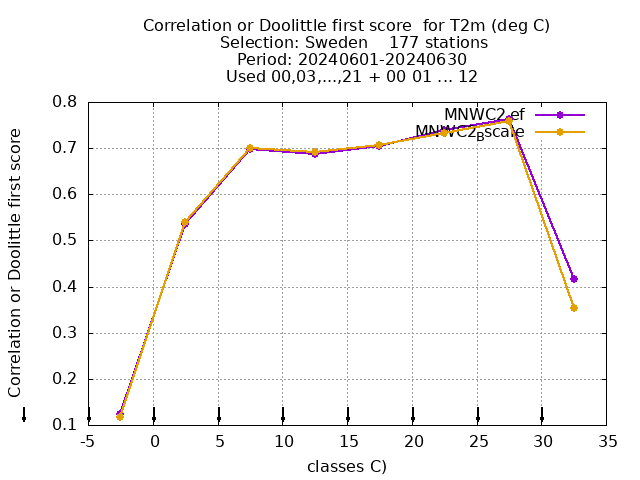 Correlation or Doolittle first score  for T2m (deg C)
Selection: Sweden    177 stations
Period: 20240601-20240630
Used 00,03,...,21 + 00 01 ... 12
MNWC2.ef
MNWC2Bscale
Correlation or Doolittle first score
0.8
0.7
0.6
0.5
0.4
0.3
0.2
0.1
-5 0 5 10 15 20 25 30 35
classes C)